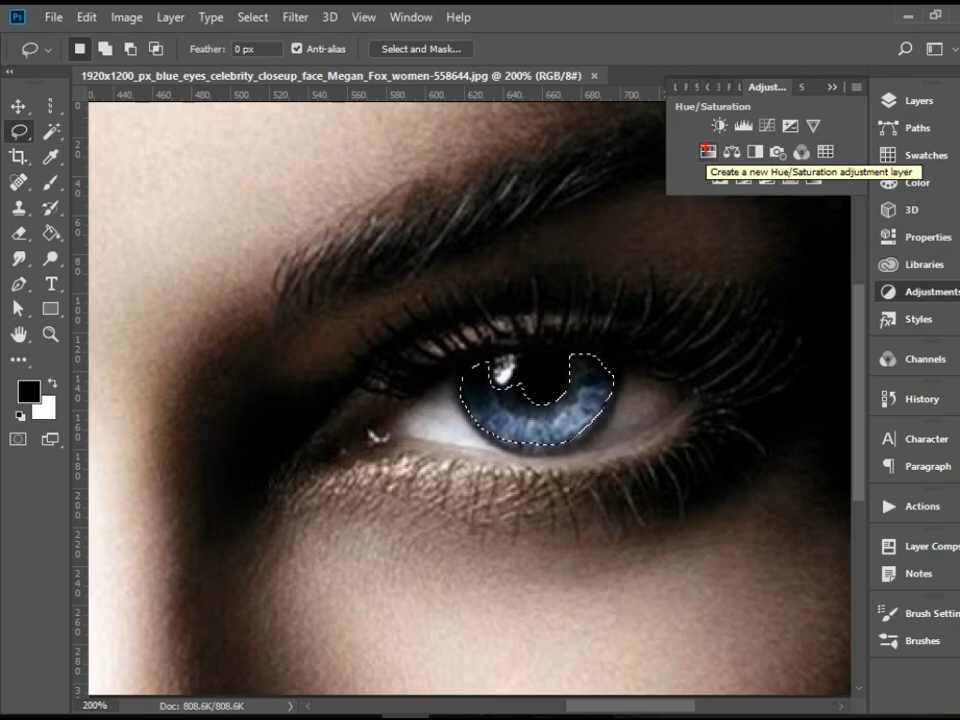 Ps File Edit Image Layer Type Select Filter 3D View Window Help
Feather: 0 px Anti-alias Select and Mask...
1920x1200_px_blue_eyes_celebrity_closeup_face_Megan_Fox_women-558644.jpg @ 200% (RGB/8#) ×
440 460 480 500 520 540 560 580 600 620 640 660 680 700
Adjust...
Hue/Saturation
Create a new Hue/Saturation adjustment layer
Layers
Paths
Swatches
Color
3D
Properties
Libraries
Adjustments
Styles
Channels
History
Character
Paragraph
Actions
Layer Comps
Notes
Brush Settin
Brushes
200% Doc: 808.6K/808.6K